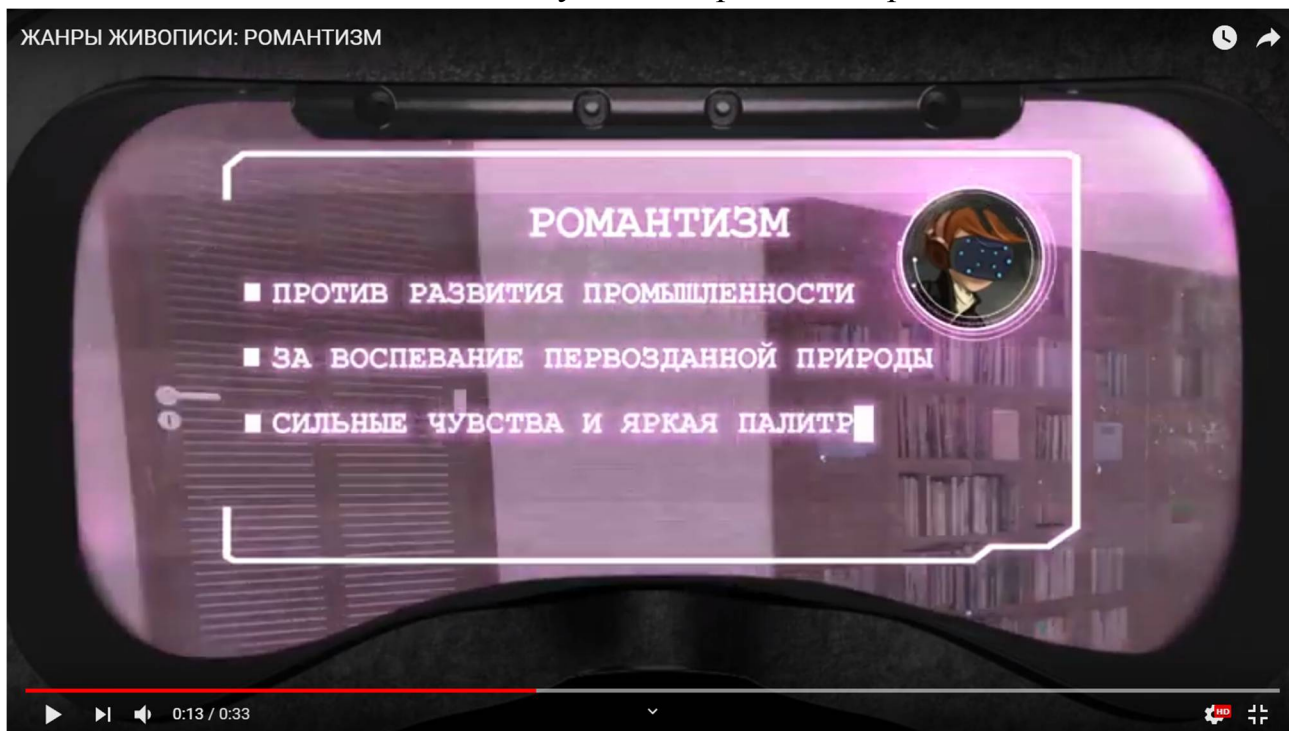 ЖАНРЫ ЖИВОПИСИ: РОМАНТИЗМ
РОМАНТИЗМ
ПРОТИВ РАЗВИТИЯ ПРОМЫШЛЕННОСТИ
ЗА ВОСПЕВАНИЕ ПЕРВОЗДАННОЙ ПРИРОДЫ
СИЛЬНЫЕ ЧУВСТВА И ЯРКАЯ ПАЛИТР
0:13 / 0:33
HD